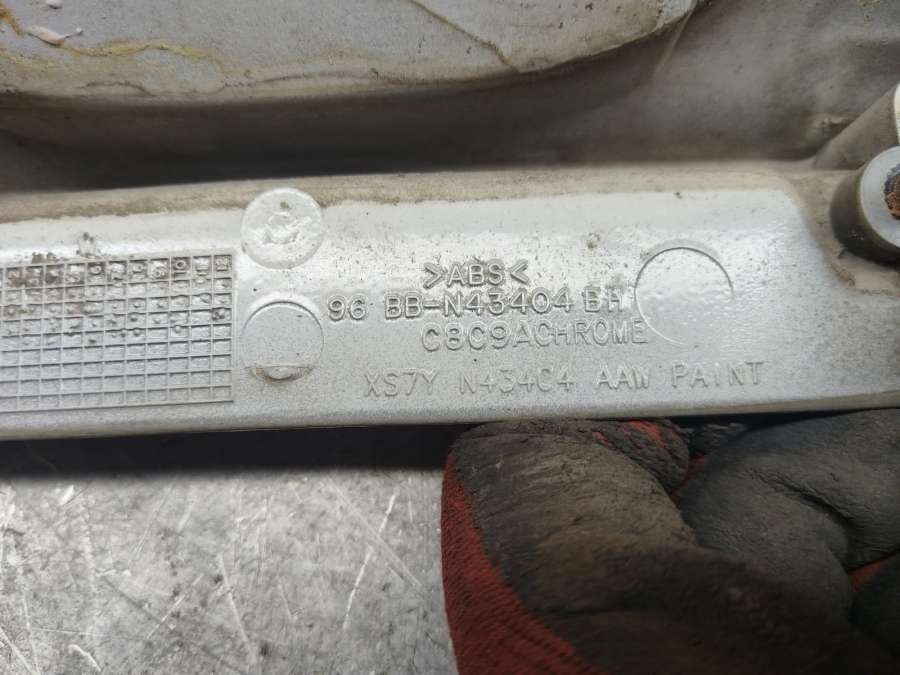 >ABS<
96 BB-N43404 BH
C8C9ACHROME
XS7Y N434C4 AAW PAINT